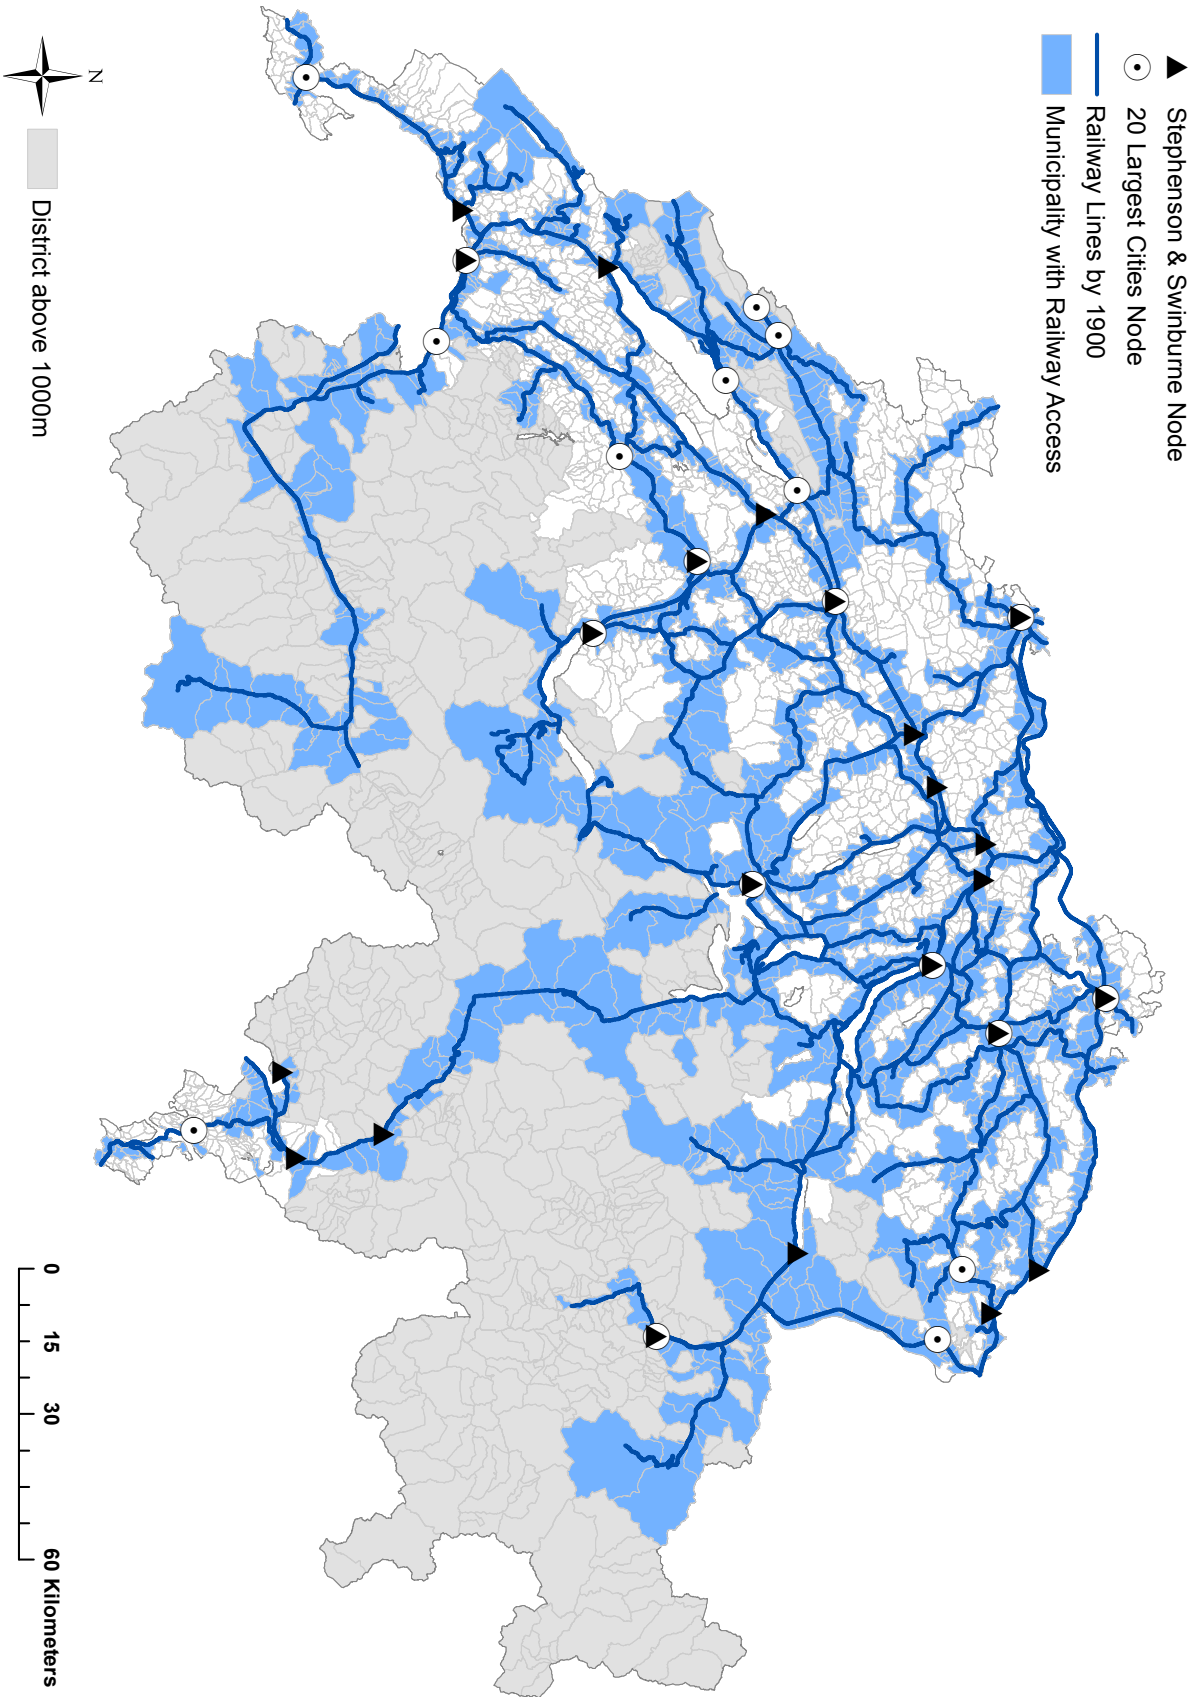 Stephenson & Swinburne Node
20 Largest Cities Node
Railway Lines by 1900
Municipality with Railway Access
N
District above 1000m
0 15 30 60 Kilometers